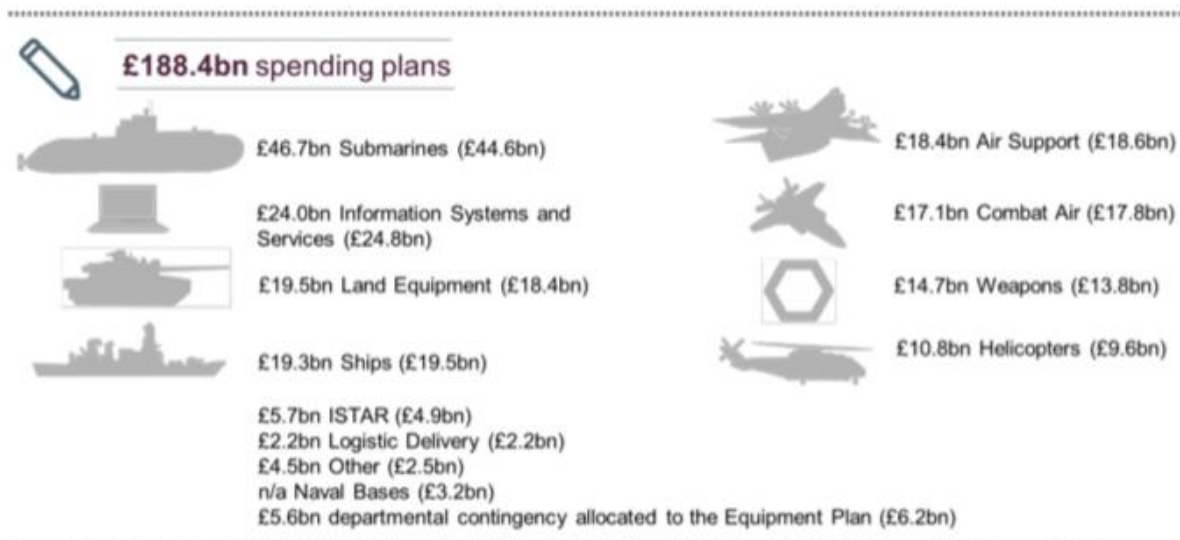 £188.4bn spending plans
£46.7bn Submarines (£44.6bn)
£24.0bn Information Systems and
Services (£24.8bn)
£19.5bn Land Equipment (£18.4bn)
£19.3bn Ships (£19.5bn)
£18.4bn Air Support (£18.6bn)
£17.1bn Combat Air (£17.8bn)
£14.7bn Weapons (£13.8bn)
£10.8bn Helicopters (£9.6bn)
£5.7bn ISTAR (£4.9bn)
£2.2bn Logistic Delivery (£2.2bn)
£4.5bn Other (£2.5bn)
n/a Naval Bases (£3.2bn)
£5.6bn departmental contingency allocated to the Equipment Plan (£6.2bn)